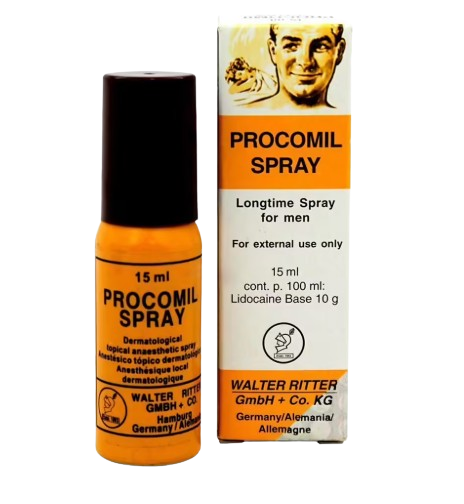 15 ml
PROCOMIL
SPRAY
Dermatological
topical anaesthetic spray
Anestésico tópico dermatologico
Anesthésique local
dermatologique
WALTER RITTER
GMBH + Co.
Hamburg
Germany / Alemania
PROCOMIL
SPRAY
Longtime Spray
for men
For external use only
15 ml
cont. p. 100 ml:
Lidocaine Base 10 g
WALTER RITTER
GmbH + Co. KG
Germany/Alemania/
Allemagne